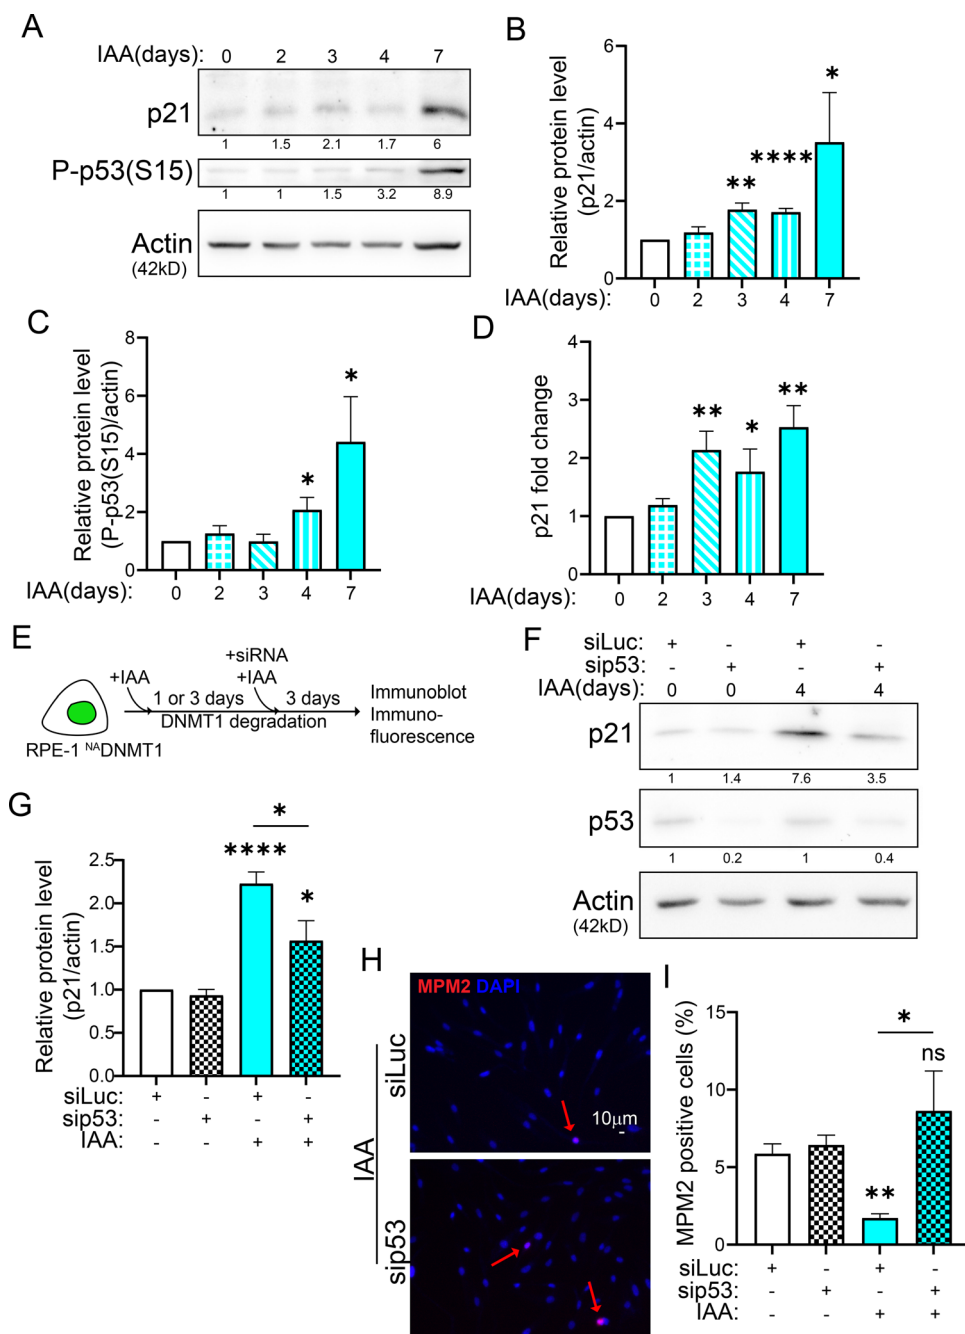 A
IAA(days): 0 2 3 4 7
p21
1 1.5 2.1 1.7 6
P-p53(S15)
1 1 1.5 3.2 8.9
Actin
(42kD)
B
Relative protein level
(p21/actin)
6
4
2
0
** **** *
0 2 3 4 7
IAA(days):
C
Relative protein level
(P-p53(S15)/actin)
8
6
4
2
0
* *
0 2 3 4 7
IAA(days):
D
p21 fold change
4
3
2
1
0
** * **
0 2 3 4 7
IAA(days):
E
+siRNA
+IAA +IAA
1 or 3 days 3 days
DNMT1 degradation
Immunoblot
Immuno-
fluorescence
RPE-1 NADNMT1
F
siLuc: + - + -
sip53: - + - +
IAA(days): 0 0 4 4
p21
1 1.4 7.6 3.5
p53
1 0.2 1 0.4
Actin
(42kD)
G
Relative protein level
(p21/actin)
2.5
2.0
1.5
1.0
0.5
0.0
*
**** *
siLuc: + - + -
sip53: - + - +
IAA: - - + +
H
MPM2 DAPI
IAA
siLuc
10μm
sip53
I
MPM2 positive cells (%)
15
10
5
0
*
** ns
siLuc: + - + -
sip53: - + - +
IAA: - - + +